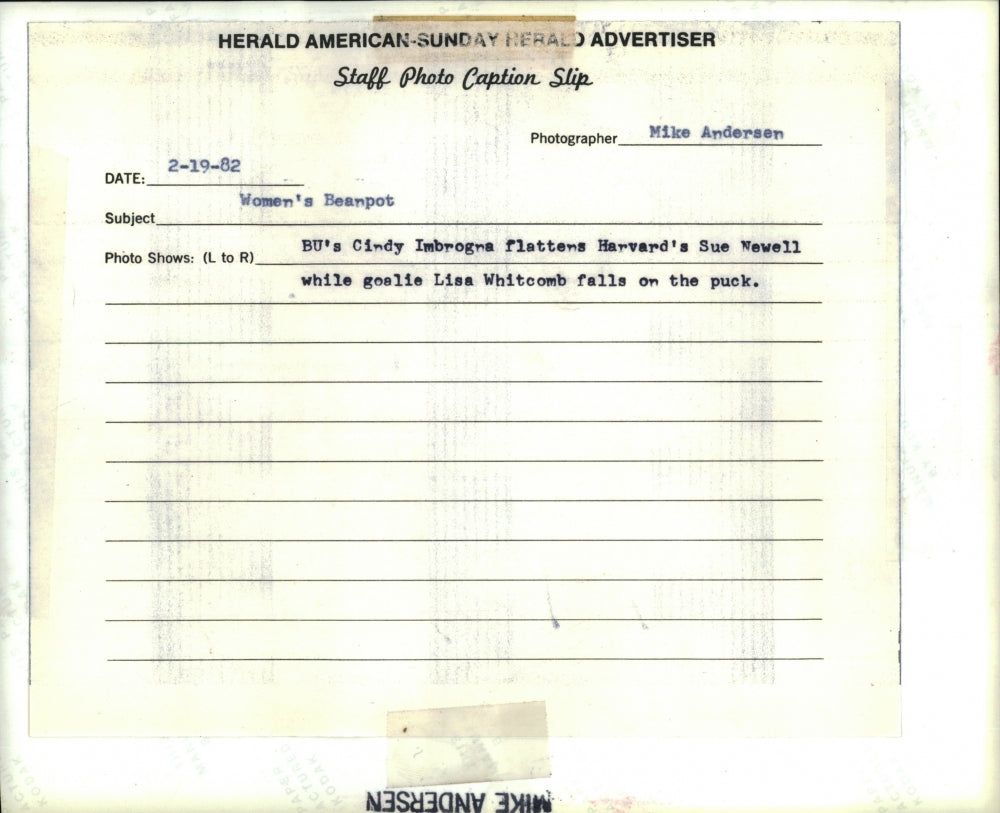 HERALD AMERICAN-SUNDAY HERALD ADVERTISER
Staff Photo Caption Slip
Photographer Mike Andersen
DATE: 2-19-82
Subject Women's Beanpot
Photo Shows: (L to R) BU's Cindy Imbrogna flattens Harvard's Sue Newell
while goalie Lisa Whitcomb falls on the puck.
MIKE ANDERSEN